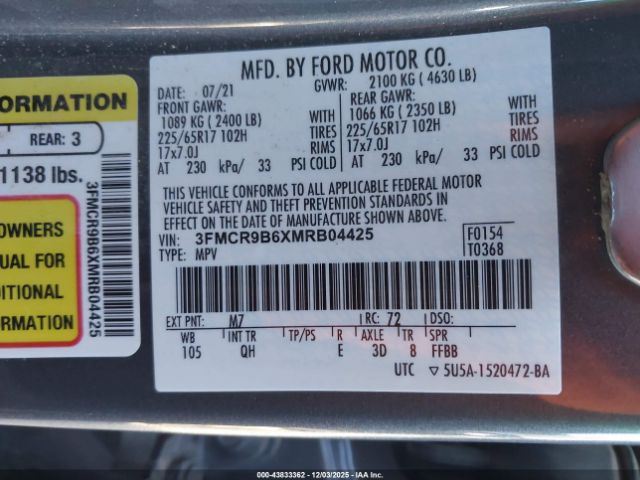 ORMATION
REAR: 3
1138 lbs.
OWNERS
NUAL FOR
DITIONAL
ORMATION
3FMCR9B6XMRB04425
MFD. BY FORD MOTOR CO.
DATE: 07/21 GVWR: 2100 KG ( 4630 LB)
FRONT GAWR: REAR GAWR:
1089 KG ( 2400 LB) WITH 1066 KG ( 2350 LB) WITH
225/65R17 102H TIRES 225/65R17 102H TIRES
17x7.0J RIMS 17x7.0J RIMS
AT 230 kPa/ 33 PSI COLD AT 230 kPa/ 33 PSI COLD
THIS VEHICLE CONFORMS TO ALL APPLICABLE FEDERAL MOTOR
VEHICLE SAFETY AND THEFT PREVENTION STANDARDS IN
EFFECT ON THE DATE OF MANUFACTURE SHOWN ABOVE.
VIN: 3FMCR9B6XMRB04425 F0154
TYPE: MPV T0368
EXT PNT: M7 RC: 72 DSO:
WB INT TR TP/PS R AXLE TR SPR
105 QH E 3D 8 FFBB
UTC ▽5U5A-1520472-BA
000-43833362 - 12/03/2025 - IAAI.COM